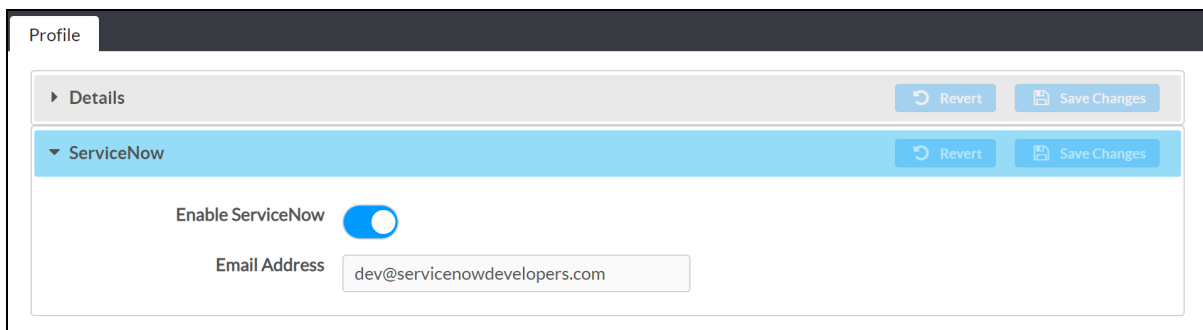 Profile
Details Revert Save Changes
ServiceNow Revert Save Changes
Enable ServiceNow
Email Address dev@servicenowdevelopers.com